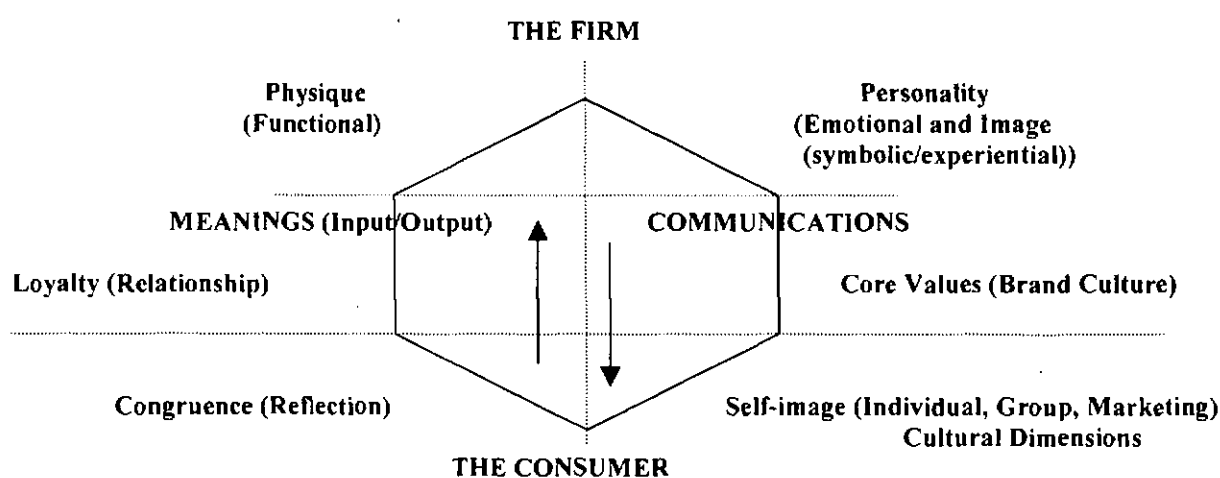 THE FIRM
Physique
(Functional)
Personality
(Emotional and Image
(symbolic/experiential))
MEANINGS (Input/Output)
COMMUNICATIONS
Loyalty (Relationship)
Core Values (Brand Culture)
Congruence (Reflection)
Self-image (Individual, Group, Marketing)
Cultural Dimensions
THE CONSUMER